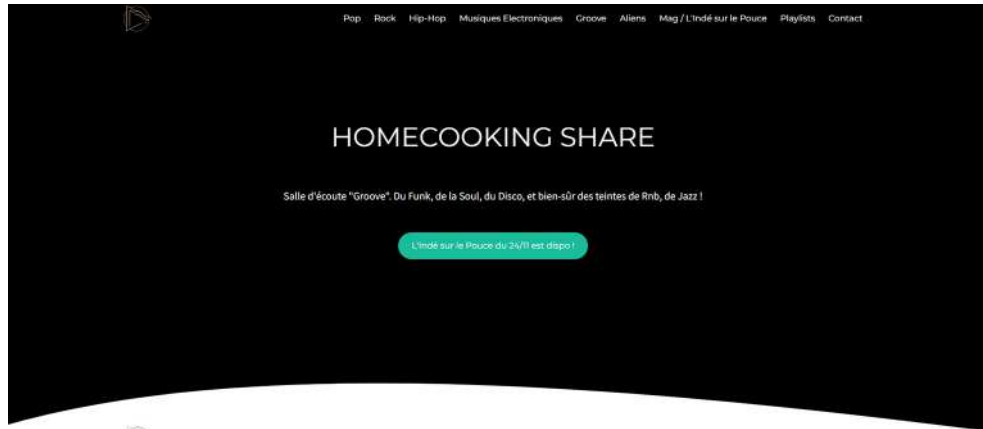 Pop Rock Hip-Hop Musiques Electroniques Groove Aliens Mag / L'Indé sur le Pouce Playlists Contact
HOMECOOKING SHARE
Salle d'écoute "Groove". Du Funk, de la Soul, du Disco, et bien-sûr des teintes de Rnb, de Jazz !
L'Indé sur le Pouce du 24/11 est dispo !